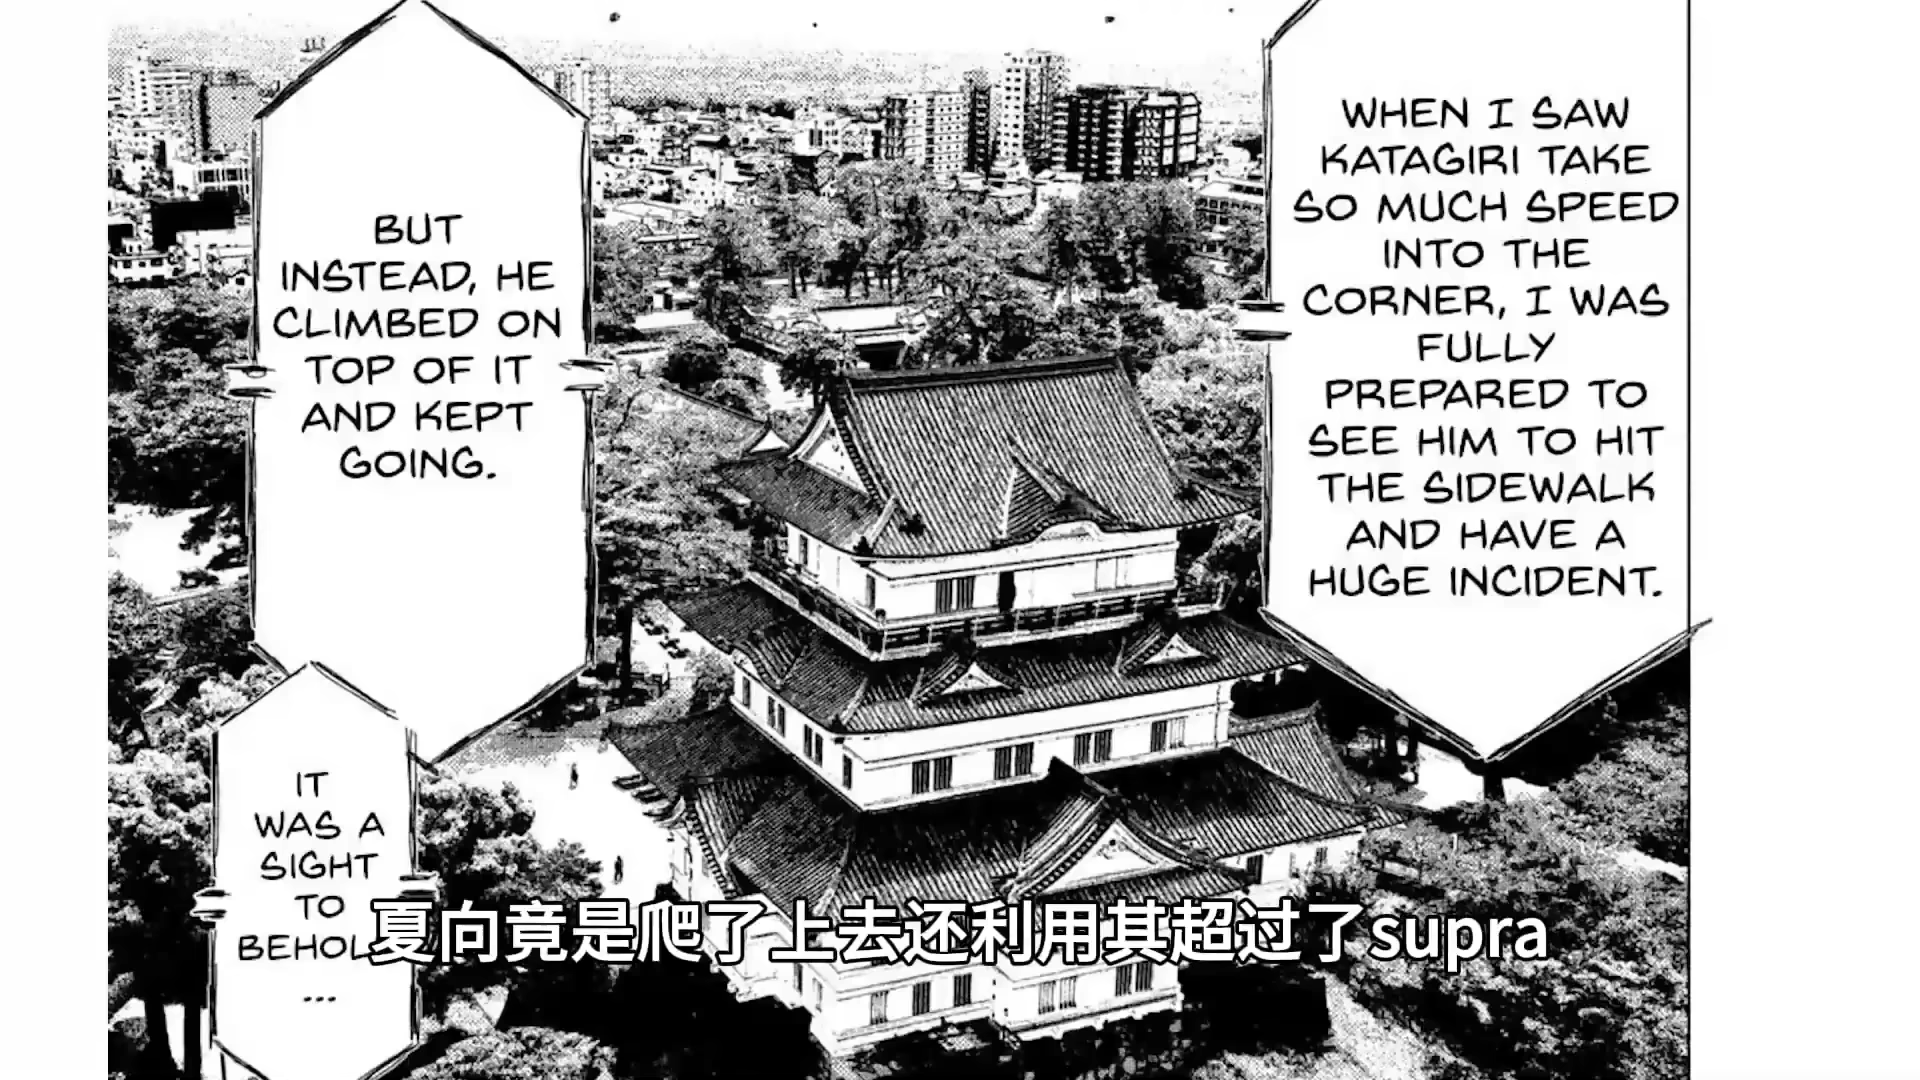 WHEN I SAW
KATAGIRI TAKE
SO MUCH SPEED
INTO THE
CORNER, I WAS
FULLY
PREPARED TO
SEE HIM TO HIT
THE SIDEWALK
AND HAVE A
HUGE INCIDENT.
BUT
INSTEAD, HE
CLIMBED ON
TOP OF IT
AND KEPT
GOING.
IT
WAS A
SIGHT
TO
BEHOL
...
夏向竟是爬了上去还利用其超过了supra